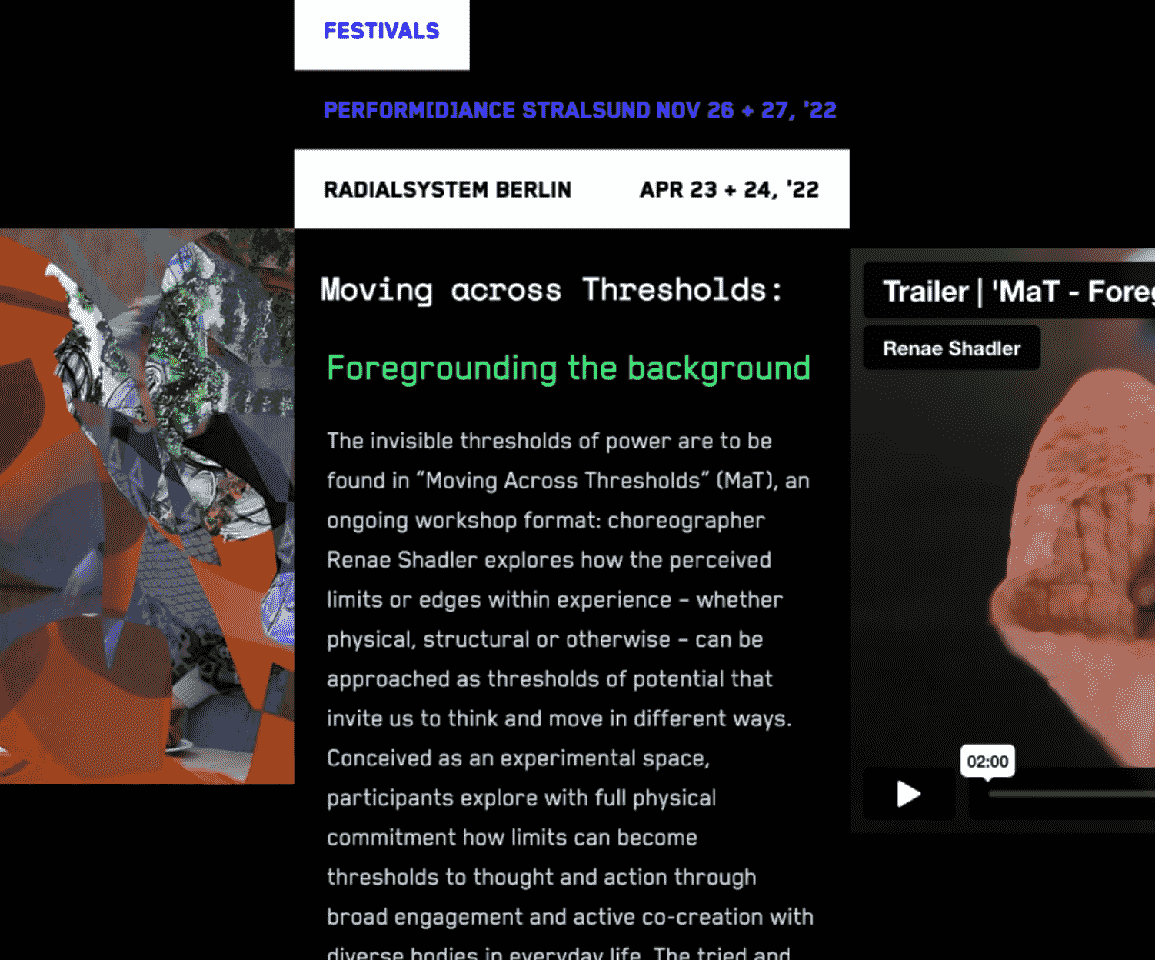 FESTIVALS
PERFORM[D]ANCE STRALSUND NOV 26 + 27, '22
RADIALSYSTEM BERLIN APR 23 + 24, '22
Moving across Thresholds:
Foregrounding the background
The invisible thresholds of power are to be
found in “Moving Across Thresholds” (MaT), an
ongoing workshop format: choreographer
Renae Shadler explores how the perceived
limits or edges within experience – whether
physical, structural or otherwise – can be
approached as thresholds of potential that
invite us to think and move in different ways.
Conceived as an experimental space,
participants explore with full physical
commitment how limits can become
thresholds to thought and action through
broad engagement and active co-creation with
diverse bodies in everyday life. The tried and
Trailer | 'MaT - Foreg
Renae Shadler
02:00